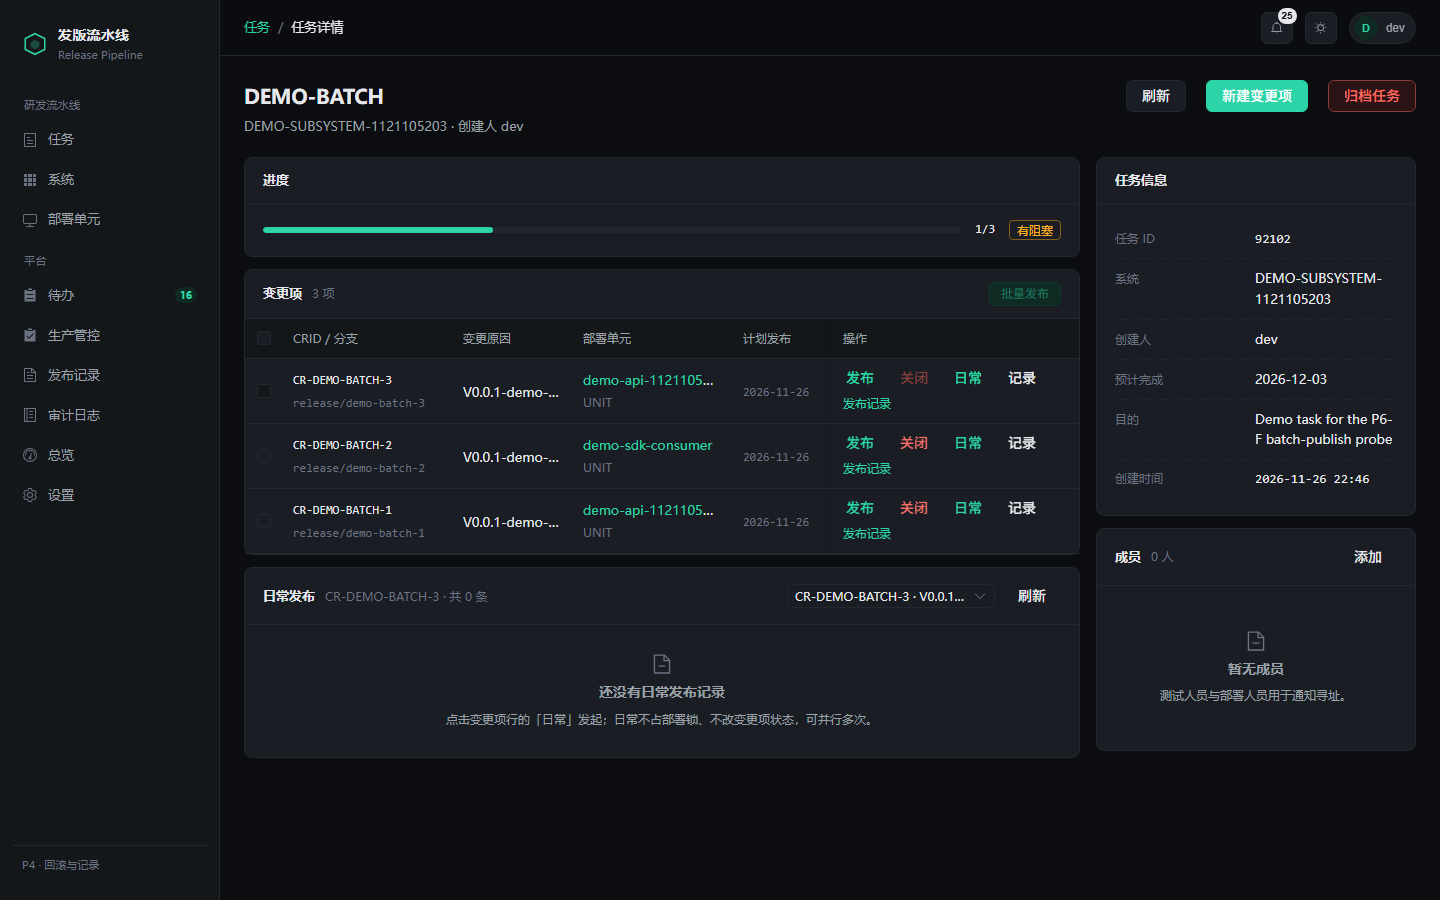 发版流水线
Release Pipeline
研发流水线
任务
系统
部署单元
平台
待办 16
生产管控
发布记录
审计日志
总览
设置
P4 · 回滚与记录
任务 / 任务详情
25
D dev
DEMO-BATCH
DEMO-SUBSYSTEM-1121105203 · 创建人 dev
刷新 新建变更项 归档任务
进度
1/3 有阻塞
变更项 3 项 批量发布
CRID / 分支 变更原因 部署单元 计划发布 操作
CR-DEMO-BATCH-3
release/demo-batch-3
V0.0.1-demo-...
demo-api-1121105...
UNIT
2026-11-26
发布 关闭 日常 记录
发布记录
CR-DEMO-BATCH-2
release/demo-batch-2
V0.0.1-demo-...
demo-sdk-consumer
UNIT
2026-11-26
发布 关闭 日常 记录
发布记录
CR-DEMO-BATCH-1
release/demo-batch-1
V0.0.1-demo-...
demo-api-1121105...
UNIT
2026-11-26
发布 关闭 日常 记录
发布记录
日常发布 CR-DEMO-BATCH-3 · 共 0 条
CR-DEMO-BATCH-3 · V0.0.1...
刷新
还没有日常发布记录
点击变更项行的「日常」发起；日常不占部署锁、不改变更项状态，可并行多次。
任务信息
任务 ID 92102
系统 DEMO-SUBSYSTEM-
1121105203
创建人 dev
预计完成 2026-12-03
目的 Demo task for the P6-
F batch-publish probe
创建时间 2026-11-26 22:46
成员 0 人 添加
暂无成员
测试人员与部署人员用于通知寻址。